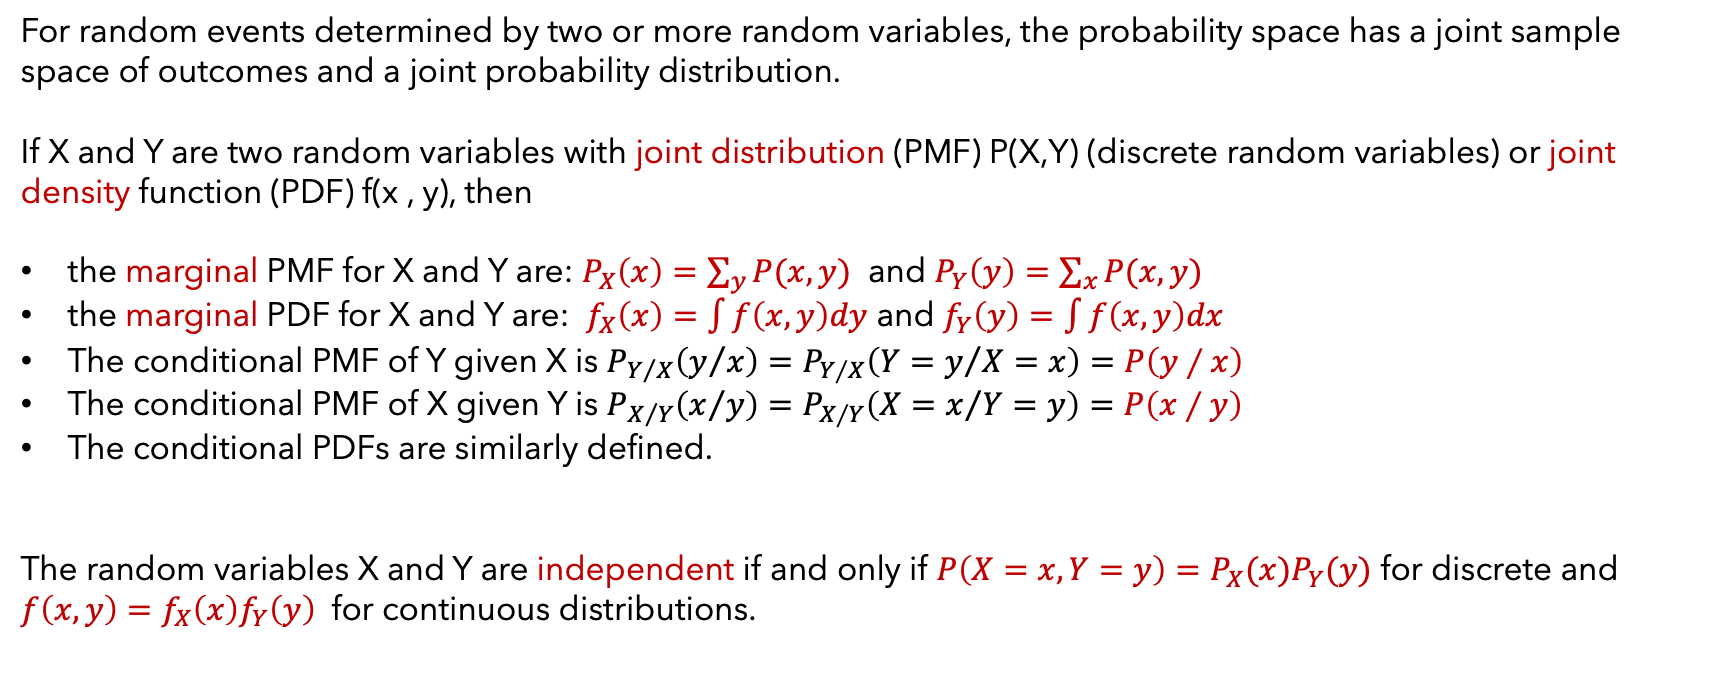 For random events determined by two or more random variables, the probability space has a joint sample
space of outcomes and a joint probability distribution.
If X and Y are two random variables with joint distribution (PMF) P(X,Y) (discrete random variables) or joint
density function (PDF) f(x , y), then
• the marginal PMF for X and Y are: P_X(x) = ∑_y P(x, y) and P_Y(y) = ∑_x P(x, y)
• the marginal PDF for X and Y are: f_X(x) = ∫ f(x, y)dy and f_Y(y) = ∫ f(x, y)dx
• The conditional PMF of Y given X is P_{Y/X}(y/x) = P_{Y/X}(Y = y/X = x) = P(y / x)
• The conditional PMF of X given Y is P_{X/Y}(x/y) = P_{X/Y}(X = x/Y = y) = P(x / y)
• The conditional PDFs are similarly defined.
The random variables X and Y are independent if and only if P(X = x, Y = y) = P_X(x)P_Y(y) for discrete and
f(x, y) = f_X(x)f_Y(y) for continuous distributions.